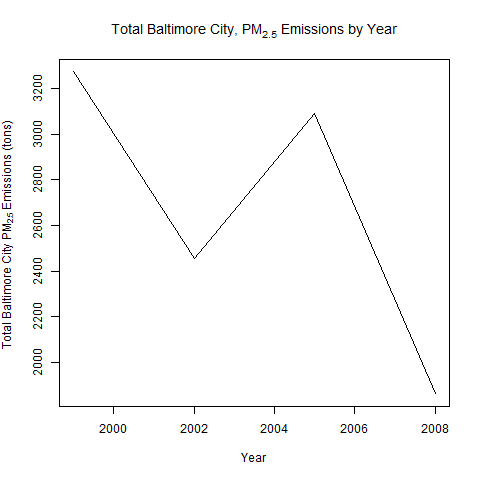 Total Baltimore City, PM2.5 Emissions by Year
Total Baltimore City PM2.5 Emissions (tons)
3200
3000
2800
2600
2400
2200
2000
2000 2002 2004 2006 2008
Year